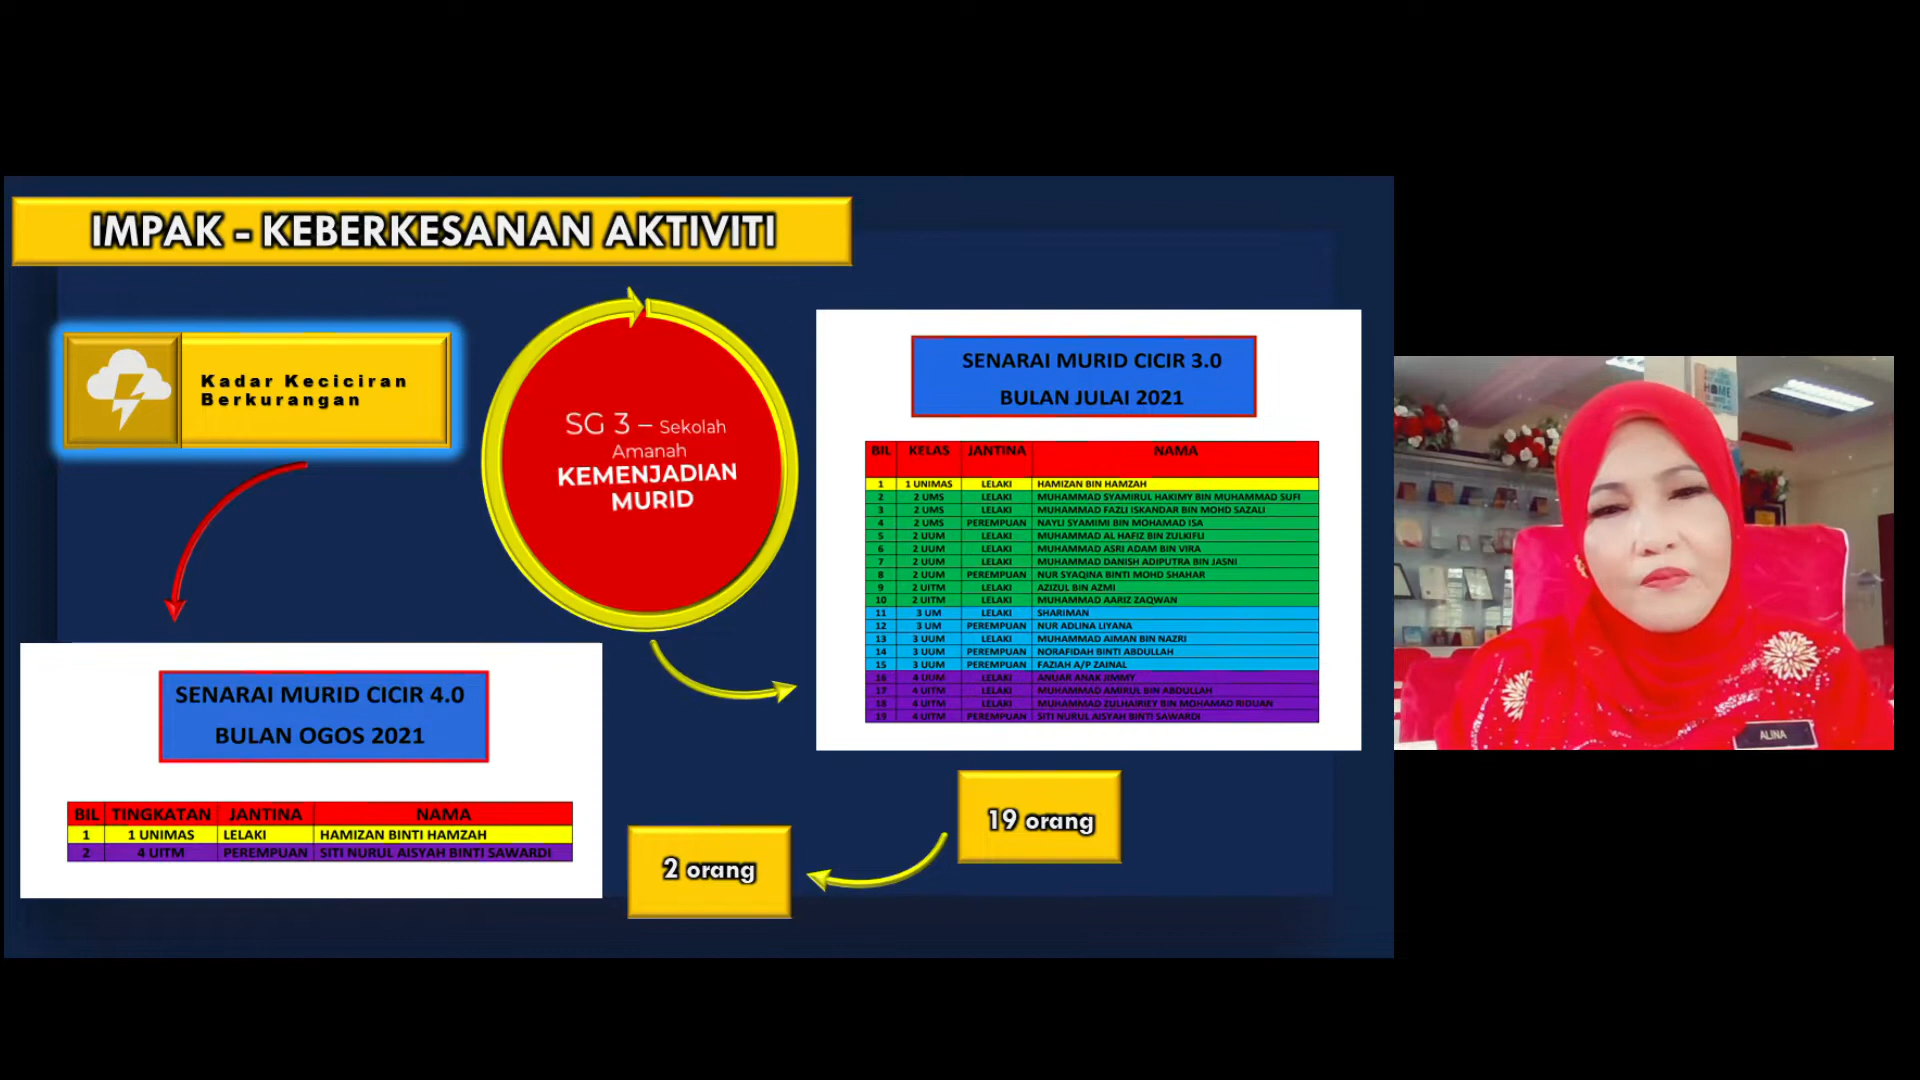 IMPAK - KEBERKESANAN AKTIVITI
Kadar Keciciran
Berkurangan
SG 3 – Sekolah
Amanah
KEMENJADIAN
MURID
SENARAI MURID CICIR 3.0
BULAN JULAI 2021
BIL KELAS JANTINA NAMA
1 1 UNIMAS LELAKI HAMIZAN BIN HAMZAH
2 2 UMS LELAKI MUHAMMAD SYAMIRUL HAKIMY BIN MUHAMMAD SUFI
3 2 UMS LELAKI MUHAMMAD FAZLI ISKANDAR BIN MOHD SAZALI
4 2 UMS PEREMPUAN NAYLI SYAMIMI BIN MOHAMAD ISA
5 2 UUM LELAKI MUHAMMAD AL HAFIZ BIN ZULKIFLI
6 2 UUM LELAKI MUHAMMAD ASRI ADAM BIN VIRA
7 2 UUM LELAKI MUHAMMAD DANISH ADIPUTRA BIN JASNI
8 2 UUM PEREMPUAN NUR SYAQINA BINTI MOHD SHAHAR
9 2 UITM LELAKI AZIZUL BIN AZMI
10 2 UITM LELAKI MUHAMMAD AARIZ ZAQWAN
11 3 UM LELAKI SHARIMAN
12 3 UM PEREMPUAN NUR ADLINA LIYANA
13 3 UUM LELAKI MUHAMMAD AIMAN BIN NAZRI
14 3 UUM PEREMPUAN NORAFIDAH BINTI ABDULLAH
15 3 UUM PEREMPUAN FAZIAH A/P ZAINAL
16 4 UUM LELAKI ANUAR ANAK JIMMY
17 4 UITM LELAKI MUHAMMAD AMIRUL BIN ABDULLAH
18 4 UITM LELAKI MUHAMMAD ZULHAIRIEY BIN MOHAMAD RIDUAN
19 4 UITM PEREMPUAN SITI NURUL AISYAH BINTI SAWARDI
SENARAI MURID CICIR 4.0
BULAN OGOS 2021
BIL TINGKATAN JANTINA NAMA
1 1 UNIMAS LELAKI HAMIZAN BINTI HAMZAH
2 4 UITM PEREMPUAN SITI NURUL AISYAH BINTI SAWARDI
19 orang
2 orang
HOME
ALINA